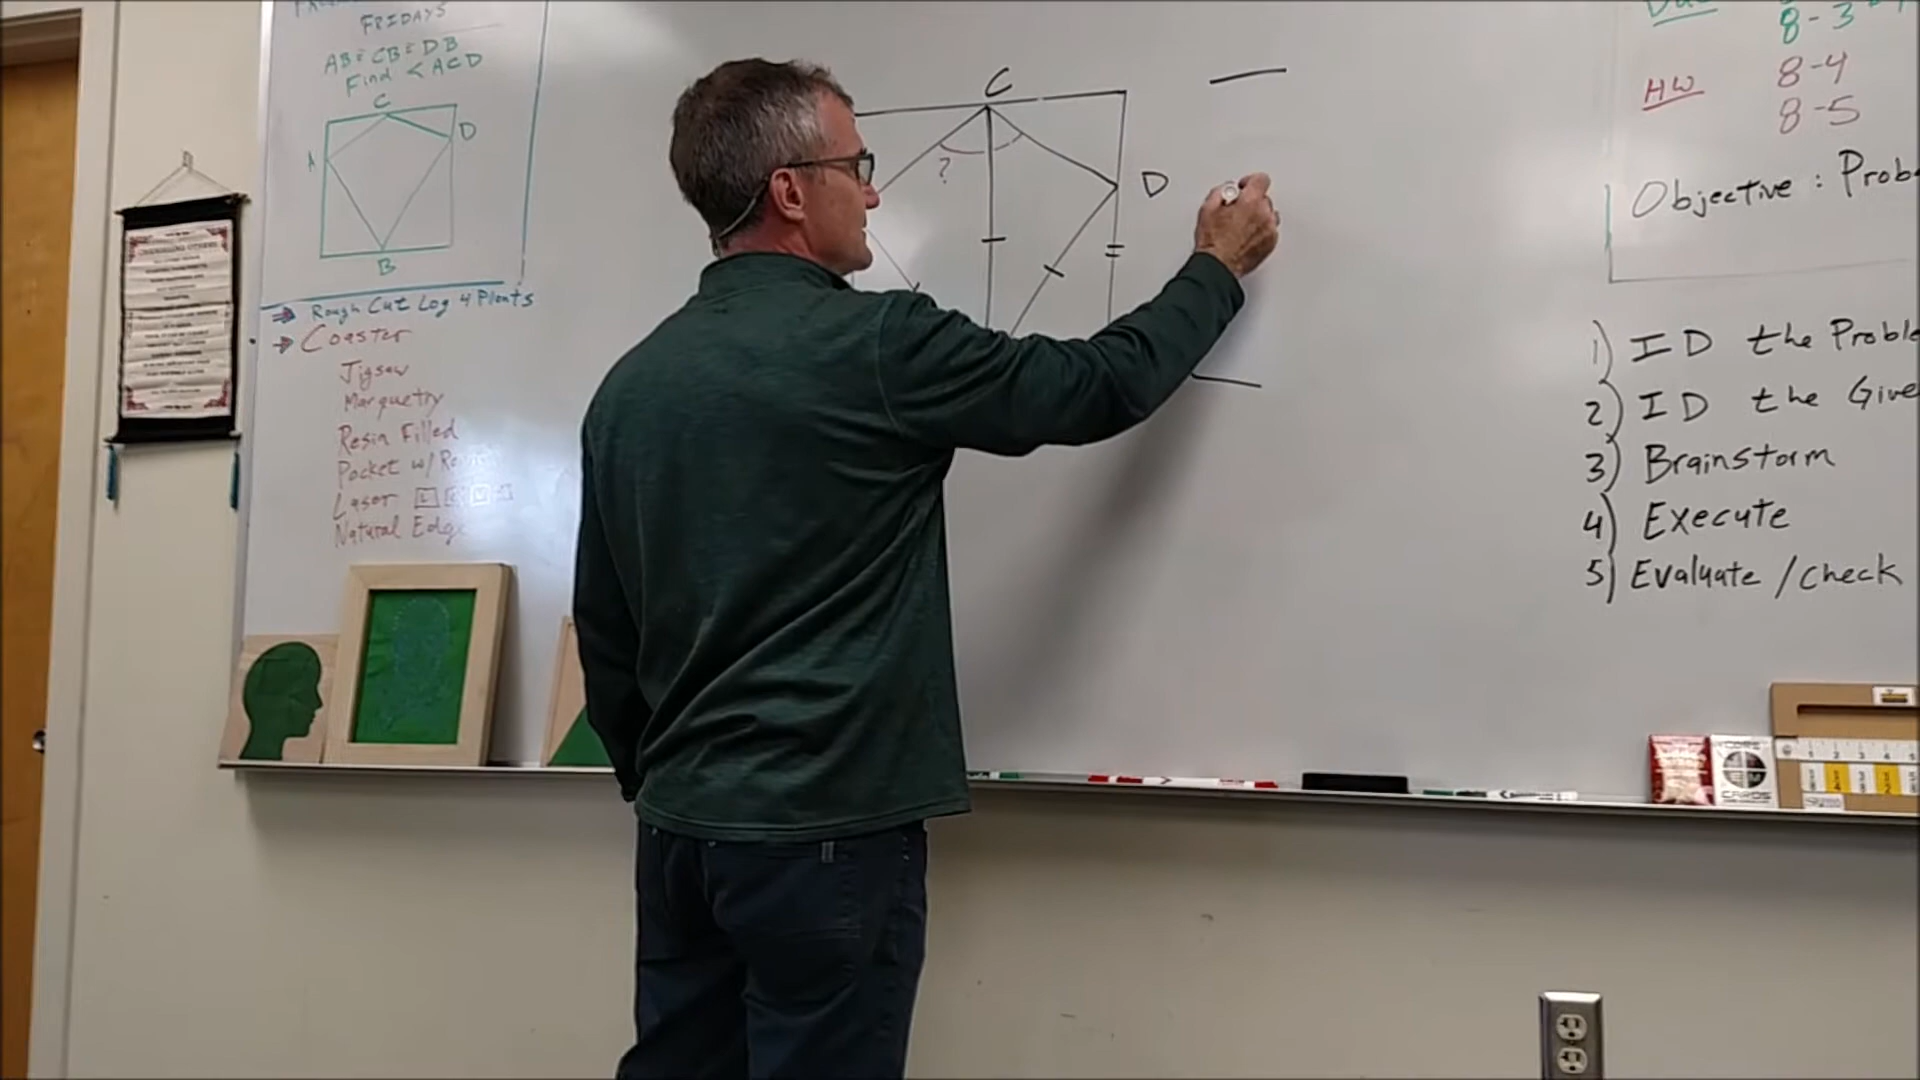 FRIDAYS
AB = CB = DB
Find < ACD
C
A
D
B
Rough Cut Log 4 Plants
Coaster
Jigsaw
Marquetry
Resin Filled
Pocket w/
Laser
Natural Edge
C
?
D
8-3
HW 8-4
8-5
Objective : Prob
1) ID the Proble
2) ID the Give
3) Brainstorm
4) Execute
5) Evaluate / Check
CARDS